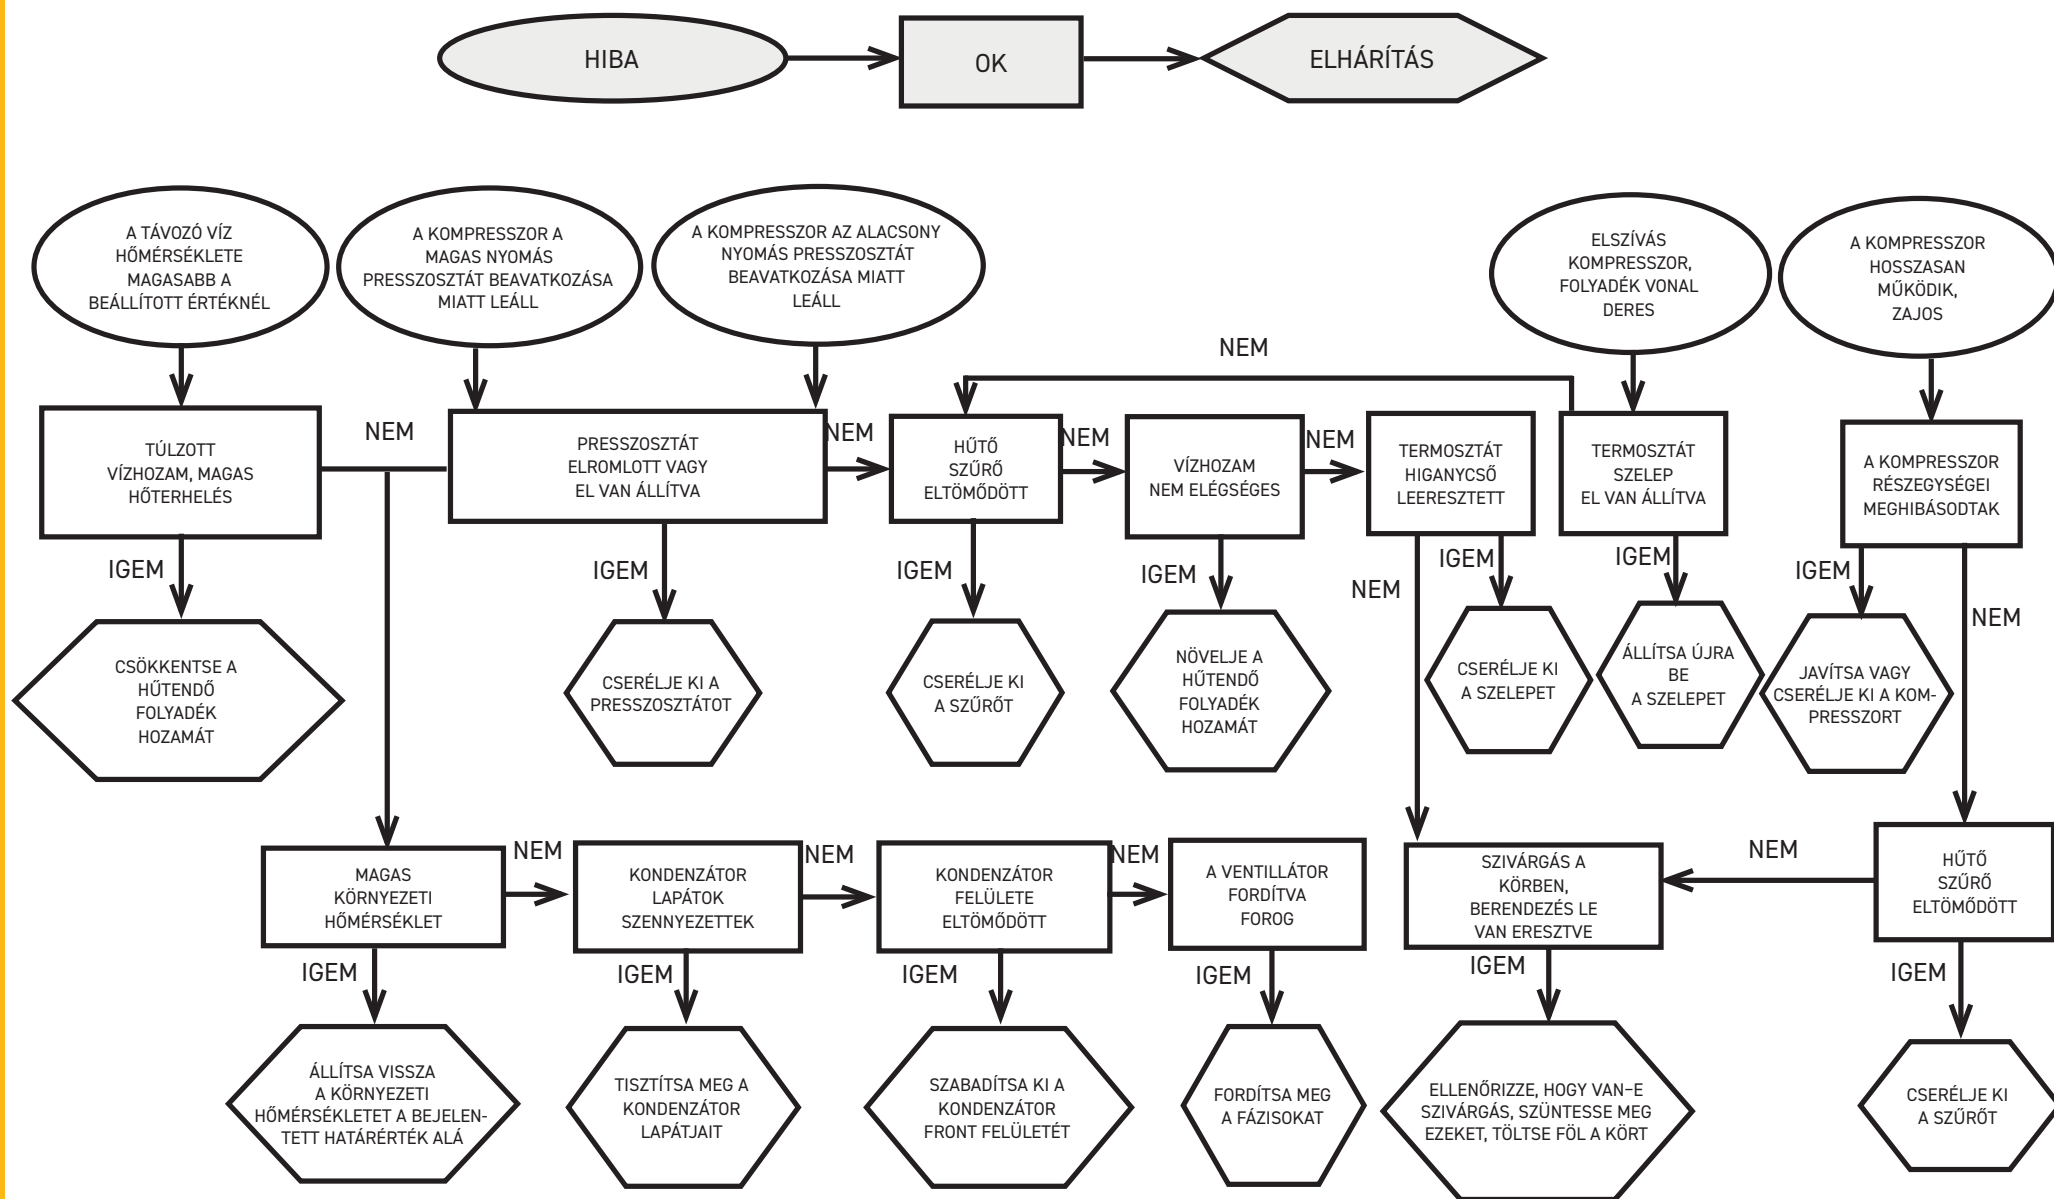 HIBA
OK
ELHÁRÍTÁS
A TÁVOZÓ VÍZ
HŐMÉRSÉKLETE
MAGASABB A
BEÁLLÍTOTT ÉRTÉKNÉL
A KOMPRESSZOR A
MAGAS NYOMÁS
PRESSZOSTÁT BEAVATKOZÁSA
MIATT LEÁLL
A KOMPRESSZOR AZ ALACSONY
NYOMÁS PRESSZOSTÁT
BEAVATKOZÁSA MIATT
LEÁLL
ELSZÍVÁS
KOMPRESSZOR,
FOLYADÉK VONAL
DERES
A KOMPRESSZOR
HOSSZASAN
MŰKÖDIK,
ZAJOS
NEM
TÚLZOTT
VÍZHOZAM, MAGAS
HŐTERHELÉS
NEM
PRESSZOSTÁT
ELROMLOTT VAGY
EL VAN ÁLLÍTVA
NEM
HŰTŐ
SZŰRŐ
ELTÖMŐDÖTT
NEM
VÍZHOZAM
NEM ELÉGSÉGES
NEM
TERMOSZTÁT
HIGANYCSŐ
LEERESZTETT
TERMOSZTÁT
SZELEP
EL VAN ÁLLÍTVA
A KOMPRESSZOR
RÉSZEGYSÉGEI
MEGHIBÁSODTAK
IGEM
IGEM
IGEM
IGEM
NEM
IGEM
IGEM
IGEM
NEM
CSÖKKENTSE A
HŰTENDŐ
FOLYADÉK
HOZAMÁT
CSERÉLJE KI A
PRESSZOSZTÁTOT
CSERÉLJE KI
A SZŰRŐT
NÖVELJE A
HŰTENDŐ
FOLYADÉK
HOZAMÁT
CSERÉLJE KI
A SZELEPET
ÁLLÍTSA ÚJRA
BE
A SZELEPET
JAVÍTSA VAGY
CSERÉLJE KI A KOM-
PRESSZORT
MAGAS
KÖRNYEZETI
HŐMÉRSÉKLET
NEM
KONDENZÁTOR
LAPÁTOK
SZENNYEZETTEK
NEM
KONDENZÁTOR
FELÜLETE
ELTÖMŐDÖTT
NEM
A VENTILLÁTOR
FORDÍTVA
FOROG
SZIVÁRGÁS A
KÖRBEN,
BERENDEZÉS LE
VAN ERESZTVE
NEM
HŰTŐ
SZŰRŐ
ELTÖMŐDÖTT
IGEM
IGEM
IGEM
IGEM
IGEM
IGEM
ÁLLÍTSA VISSZA
A KÖRNYEZETI
HŐMÉRSÉKLETET A BEJELEN-
TETT HATÁRÉRTÉK ALÁ
TISZTÍTSA MEG A
KONDENZÁTOR
LAPÁTJAIT
SZABADÍTSA KI A
KONDENZÁTOR
FRONT FELÜLETÉT
FORDÍTSA MEG
A FÁZISOKAT
ELLENŐRIZZE, HOGY VAN–E
SZIVÁRGÁS, SZÜNTESSE MEG
EZEKET, TÖLTSE FÖL A KÖRT
CSERÉLJE KI
A SZŰRŐT